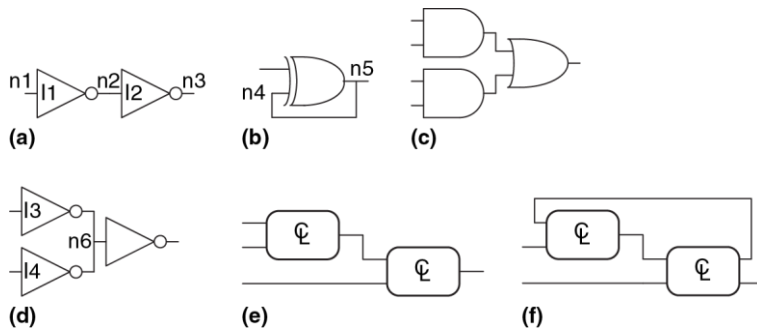 n1 I1 n2 I2 n3
(a)
n4 n5
(b)
(c)
I3
n6
I4
(d)
CL
CL
(e)
CL
CL
(f)